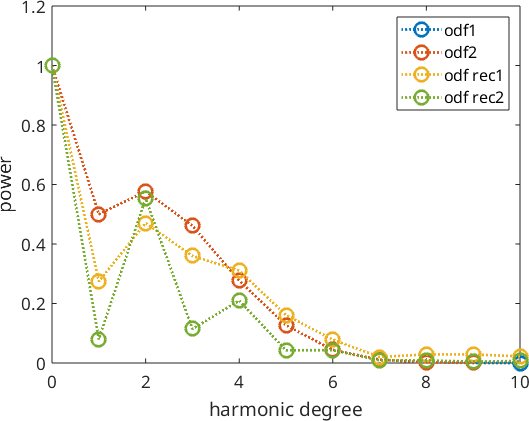 1.2
1
0.8
0.6
0.4
0.2
0
0 2 4 6 8 10
power
harmonic degree
odf1
odf2
odf rec1
odf rec2